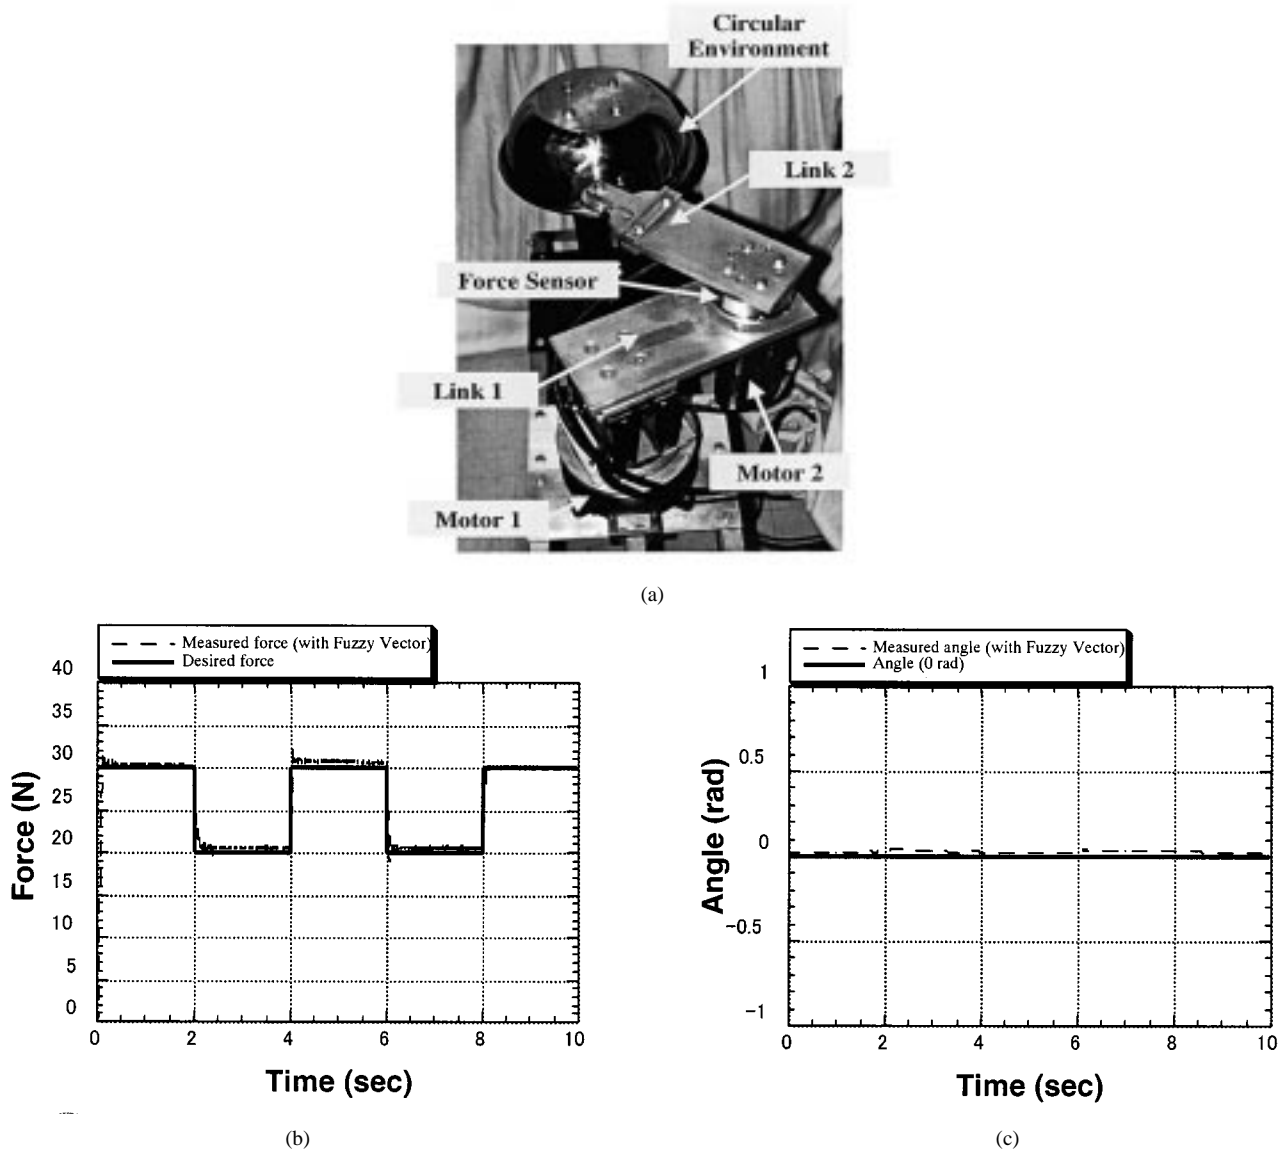 Circular
Environment
Link 2
Force Sensor
Link 1
Motor 2
Motor 1
(a)
Measured force (with Fuzzy Vector)
Desired force
40
35
30
25
20
15
10
5
0
Force (N)
0 2 4 6 8 10
Time (sec)
(b)
Measured angle (with Fuzzy Vector)
Angle (0 rad)
1
0.5
0
-0.5
-1
Angle (rad)
0 2 4 6 8 10
Time (sec)
(c)